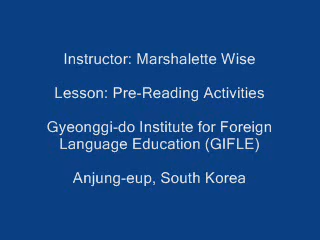 Instructor: Marshalette Wise
Lesson: Pre-Reading Activities
Gyeonggi-do Institute for Foreign
Language Education (GIFLE)
Anjung-eup, South Korea